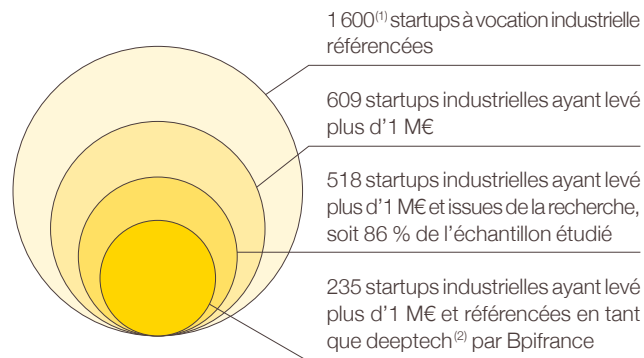 1 600(1) startups à vocation industrielle
référencées
609 startups industrielles ayant levé
plus d'1 M€
518 startups industrielles ayant levé
plus d'1 M€ et issues de la recherche,
soit 86 % de l'échantillon étudié
235 startups industrielles ayant levé
plus d'1 M€ et référencées en tant
que deeptech(2) par Bpifrance